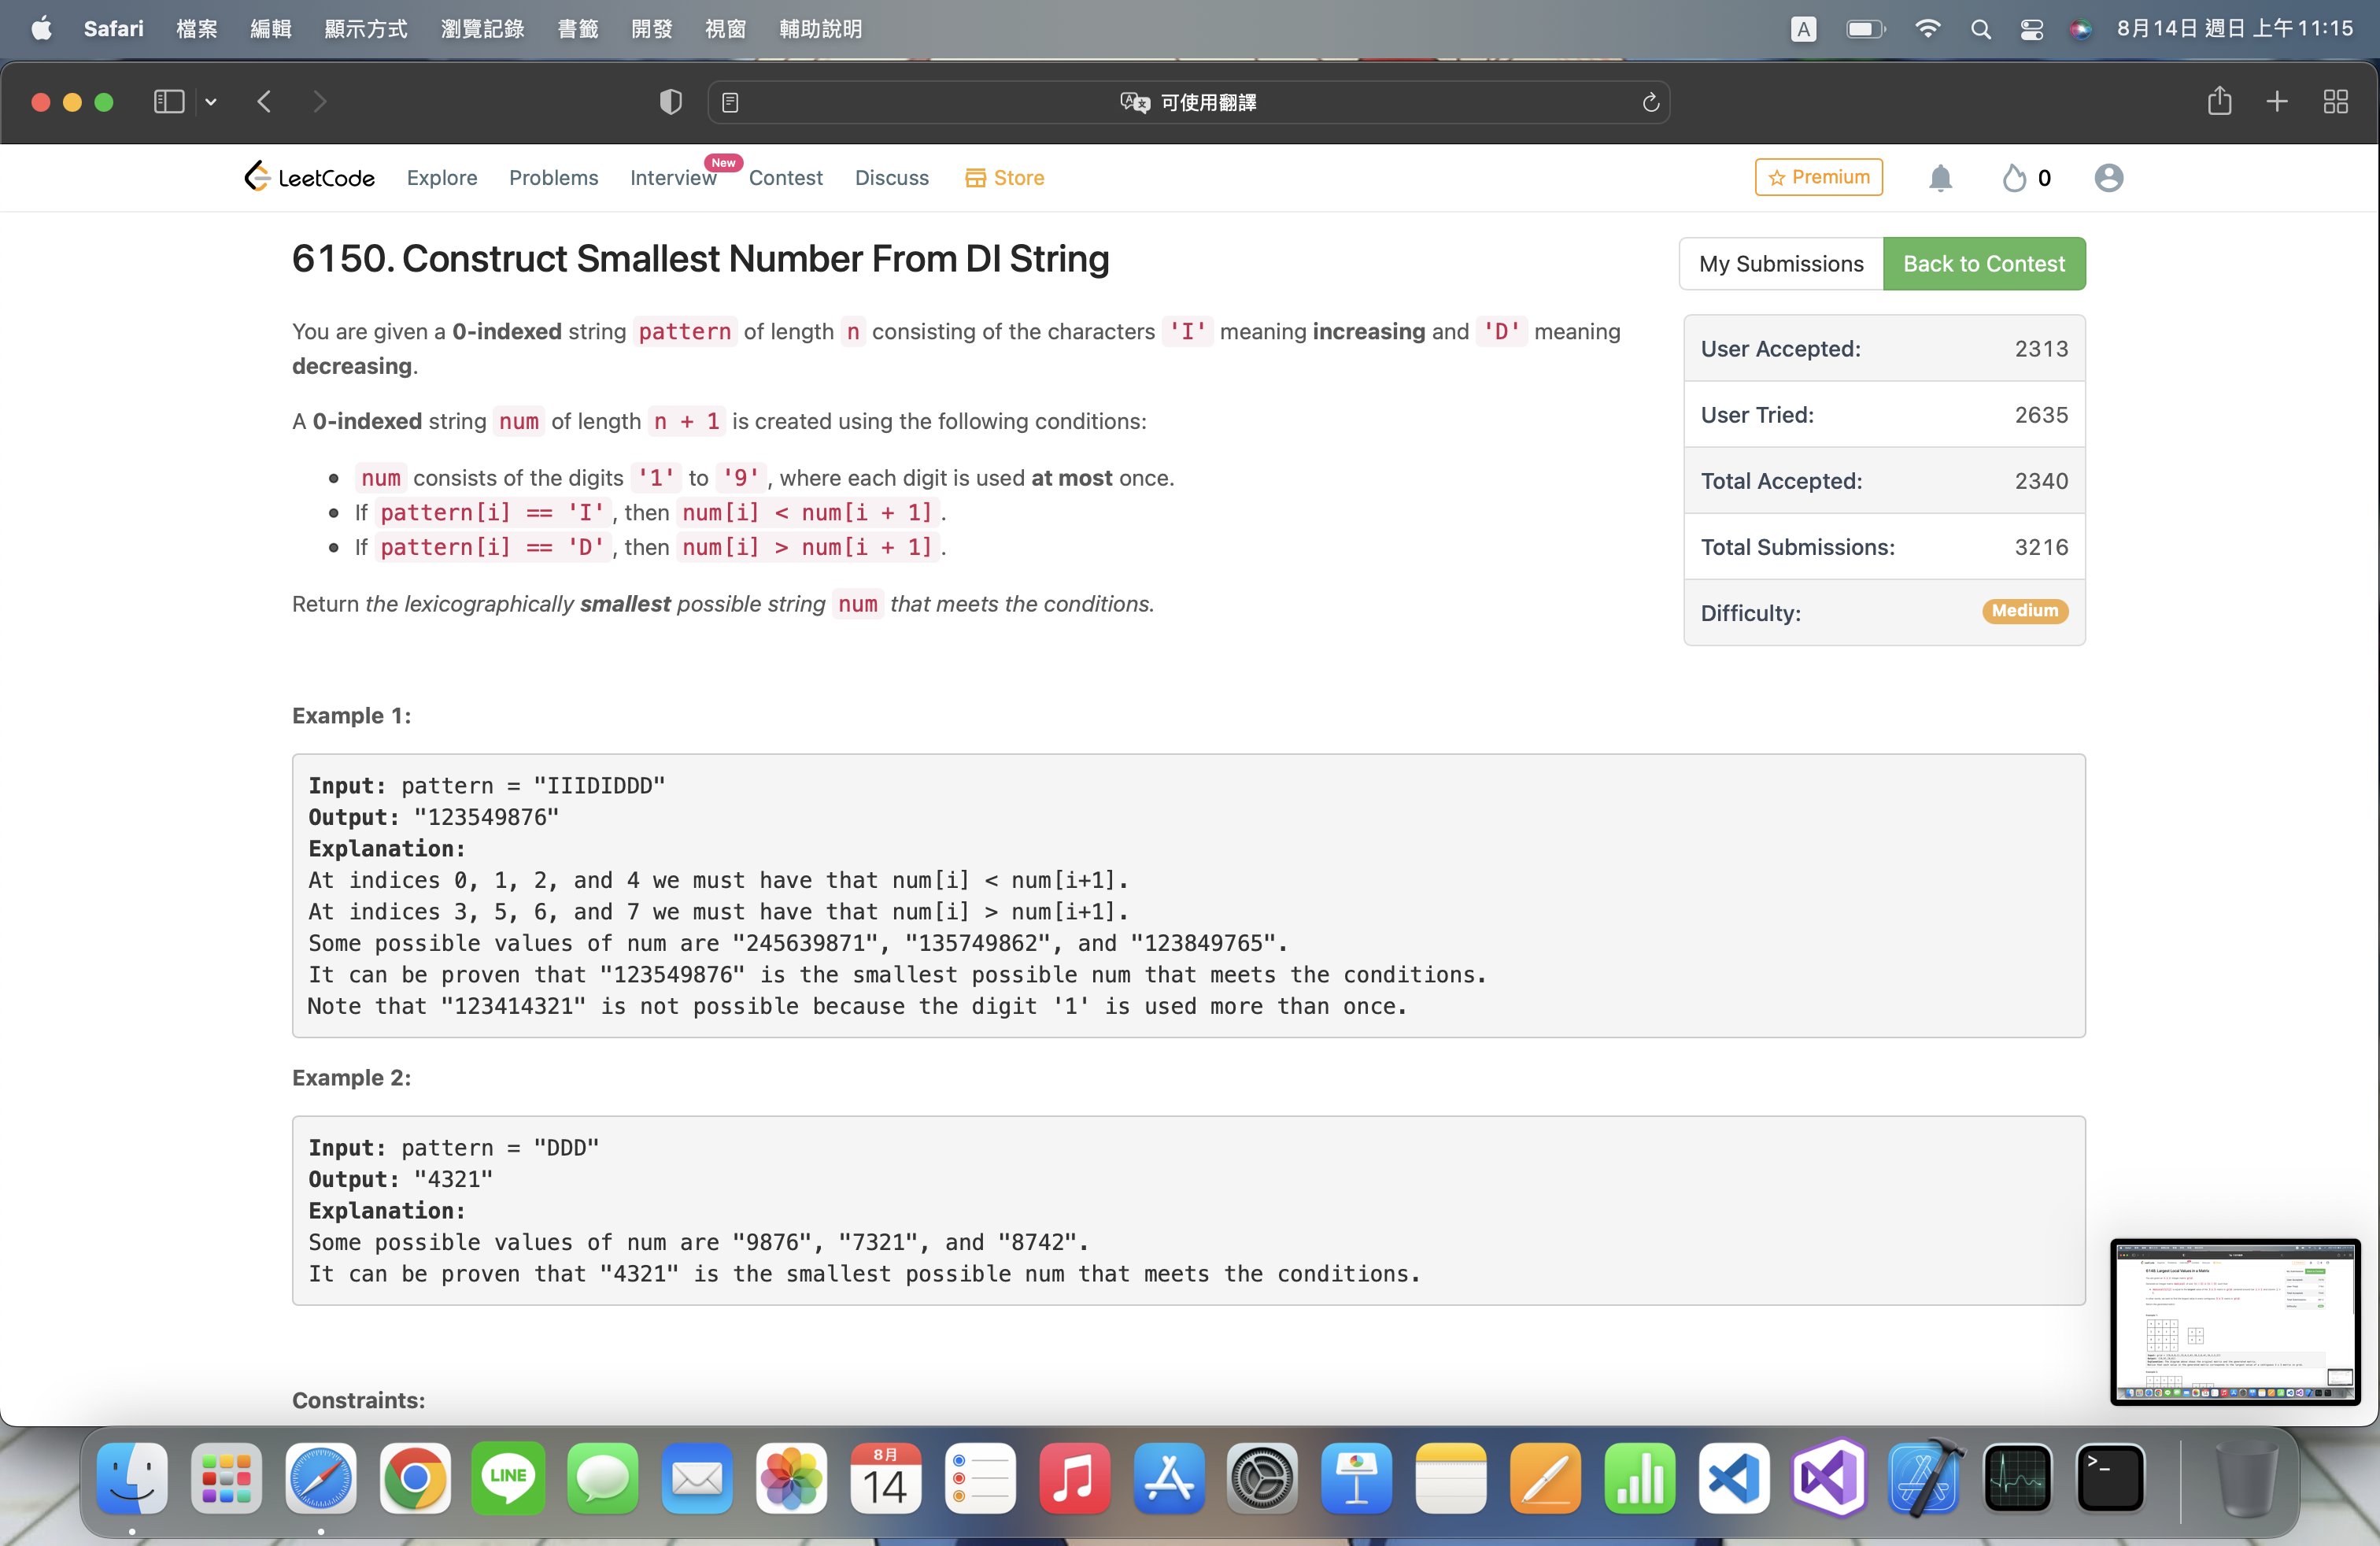 Safari 檔案 編輯 顯示方式 瀏覽記錄 書籤 開發 視窗 輔助說明 A 8月14日 週日 上午11:15
可使用翻譯
LeetCode Explore Problems Interview New Contest Discuss Store Premium 0
6150. Construct Smallest Number From DI String
My Submissions Back to Contest
You are given a 0-indexed string pattern of length n consisting of the characters 'I' meaning increasing and 'D' meaning
decreasing.
A 0-indexed string num of length n + 1 is created using the following conditions:
num consists of the digits '1' to '9', where each digit is used at most once.
If pattern[i] == 'I', then num[i] < num[i + 1].
If pattern[i] == 'D', then num[i] > num[i + 1].
Return the lexicographically smallest possible string num that meets the conditions.
User Accepted: 2313
User Tried: 2635
Total Accepted: 2340
Total Submissions: 3216
Difficulty: Medium
Example 1:
Input: pattern = "IIIDIDDD"
Output: "123549876"
Explanation:
At indices 0, 1, 2, and 4 we must have that num[i] < num[i+1].
At indices 3, 5, 6, and 7 we must have that num[i] > num[i+1].
Some possible values of num are "245639871", "135749862", and "123849765".
It can be proven that "123549876" is the smallest possible num that meets the conditions.
Note that "123414321" is not possible because the digit '1' is used more than once.
Example 2:
Input: pattern = "DDD"
Output: "4321"
Explanation:
Some possible values of num are "9876", "7321", and "8742".
It can be proven that "4321" is the smallest possible num that meets the conditions.
Constraints:
LINE
8月
14